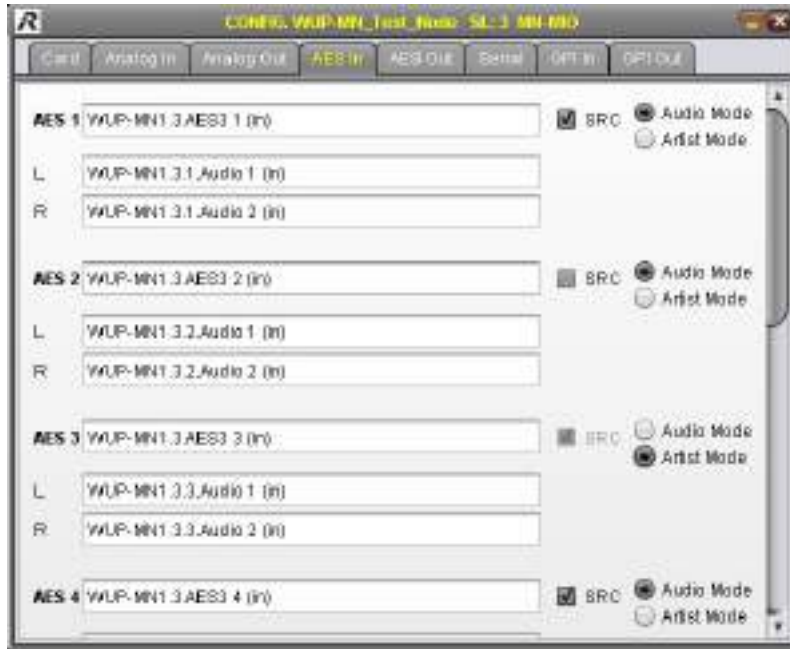 R CONFIG. WUP-MN_Test_Node SL: 3 MN-MIO
Card Analog In Analog Out AES In AES Out Serial GPI In GPI Out
AES 1 WUP-MN1.3.AES3 1 (in) SRC Audio Mode
Artist Mode
L WUP-MN1.3.1.Audio 1 (in)
R WUP-MN1.3.1.Audio 2 (in)
AES 2 WUP-MN1.3.AES3 2 (in) SRC Audio Mode
Artist Mode
L WUP-MN1.3.2.Audio 1 (in)
R WUP-MN1.3.2.Audio 2 (in)
AES 3 WUP-MN1.3.AES3 3 (in) SRC Audio Mode
Artist Mode
L WUP-MN1.3.3.Audio 1 (in)
R WUP-MN1.3.3.Audio 2 (in)
AES 4 WUP-MN1.3.AES3 4 (in) SRC Audio Mode
Artist Mode